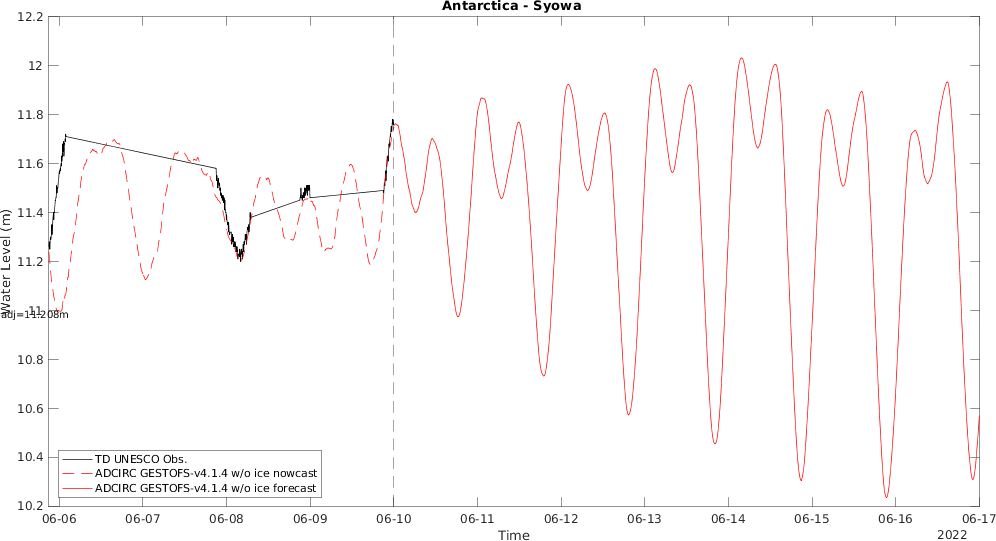 Antarctica - Syowa
12.2
12
11.8
11.6
11.4
11.2
11
10.8
10.6
10.4
10.2
Water Level (m)
adj=11.208m
TD UNESCO Obs.
ADCIRC GESTOFS-v4.1.4 w/o ice nowcast
ADCIRC GESTOFS-v4.1.4 w/o ice forecast
06-06 06-07 06-08 06-09 06-10 06-11 06-12 06-13 06-14 06-15 06-16 06-17
Time
2022